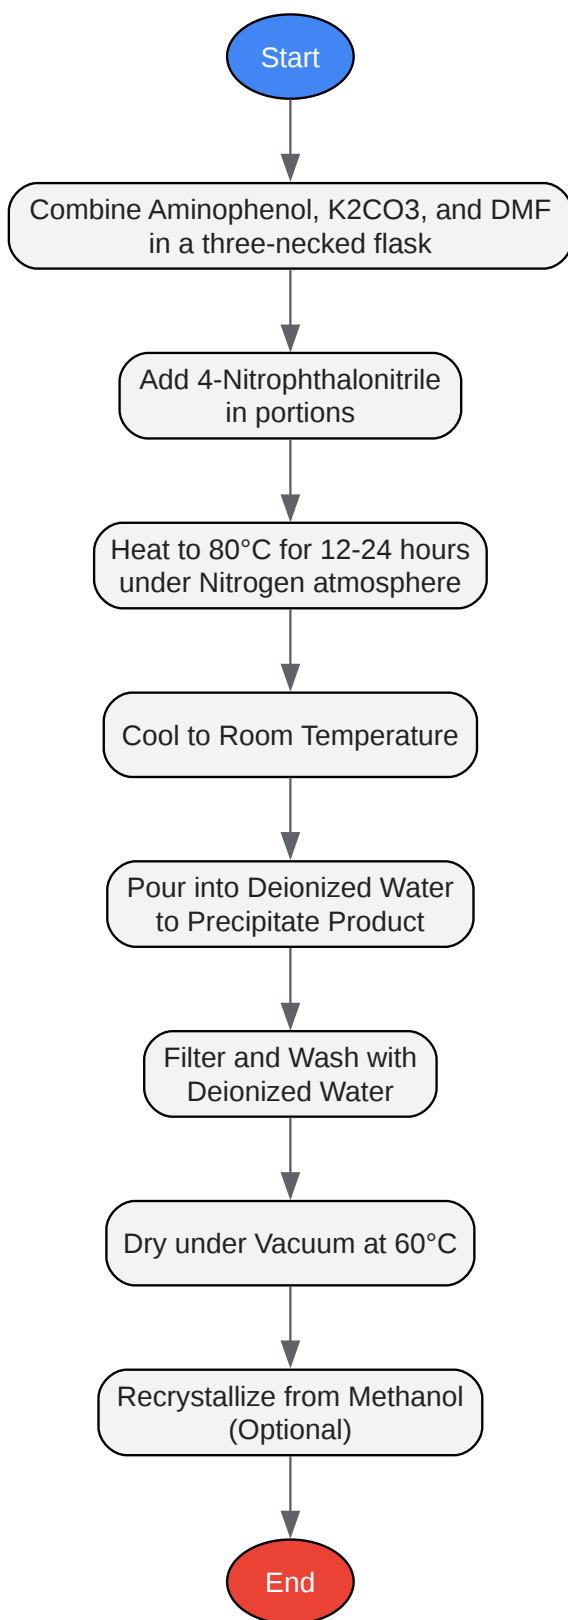 Start
Combine Aminophenol, K2CO3, and DMF
in a three-necked flask
Add 4-Nitrophthalonitrile
in portions
Heat to 80°C for 12-24 hours
under Nitrogen atmosphere
Cool to Room Temperature
Pour into Deionized Water
to Precipitate Product
Filter and Wash with
Deionized Water
Dry under Vacuum at 60°C
Recrystallize from Methanol
(Optional)
End